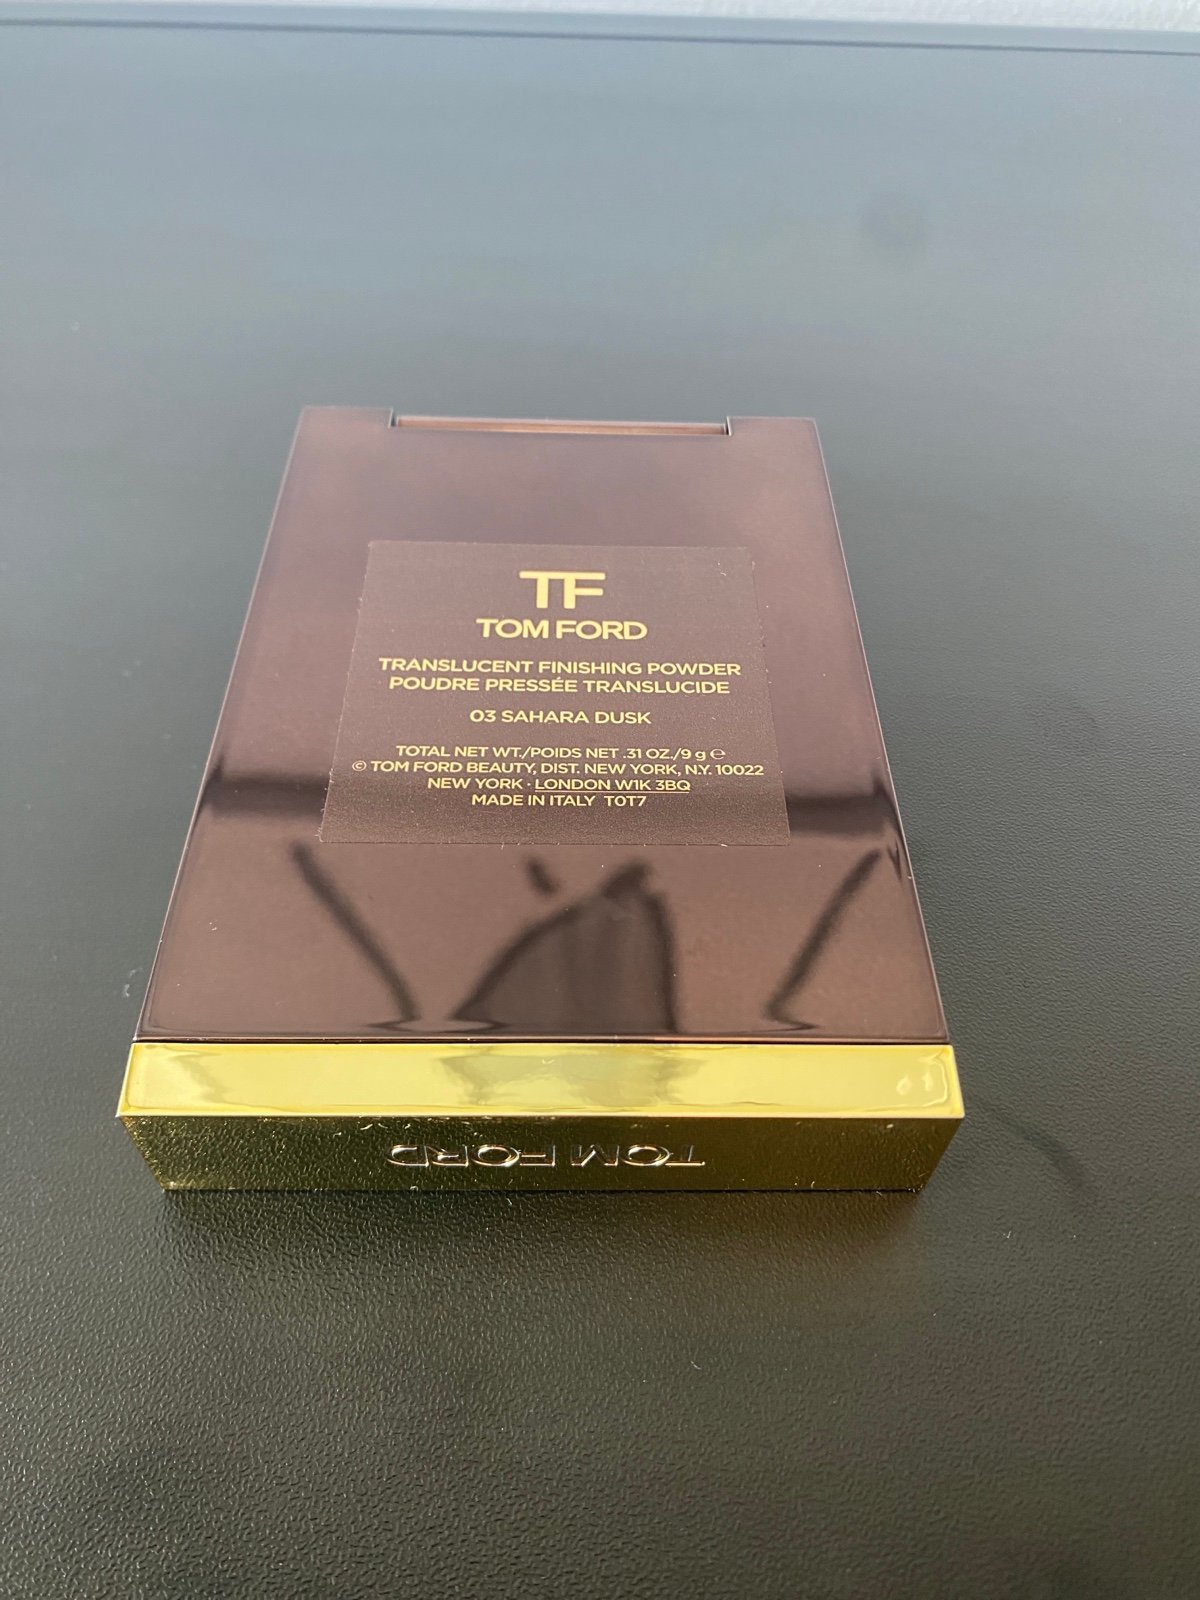 TF
TOM FORD
TRANSLUCENT FINISHING POWDER
POUDRE PRESSÉE TRANSLUCIDE
03 SAHARA DUSK
TOTAL NET WT./POIDS NET .31 OZ./9 g ℮
© TOM FORD BEAUTY, DIST. NEW YORK, N.Y. 10022
NEW YORK · LONDON W1K 3BQ
MADE IN ITALY T0T7
TOM FORD